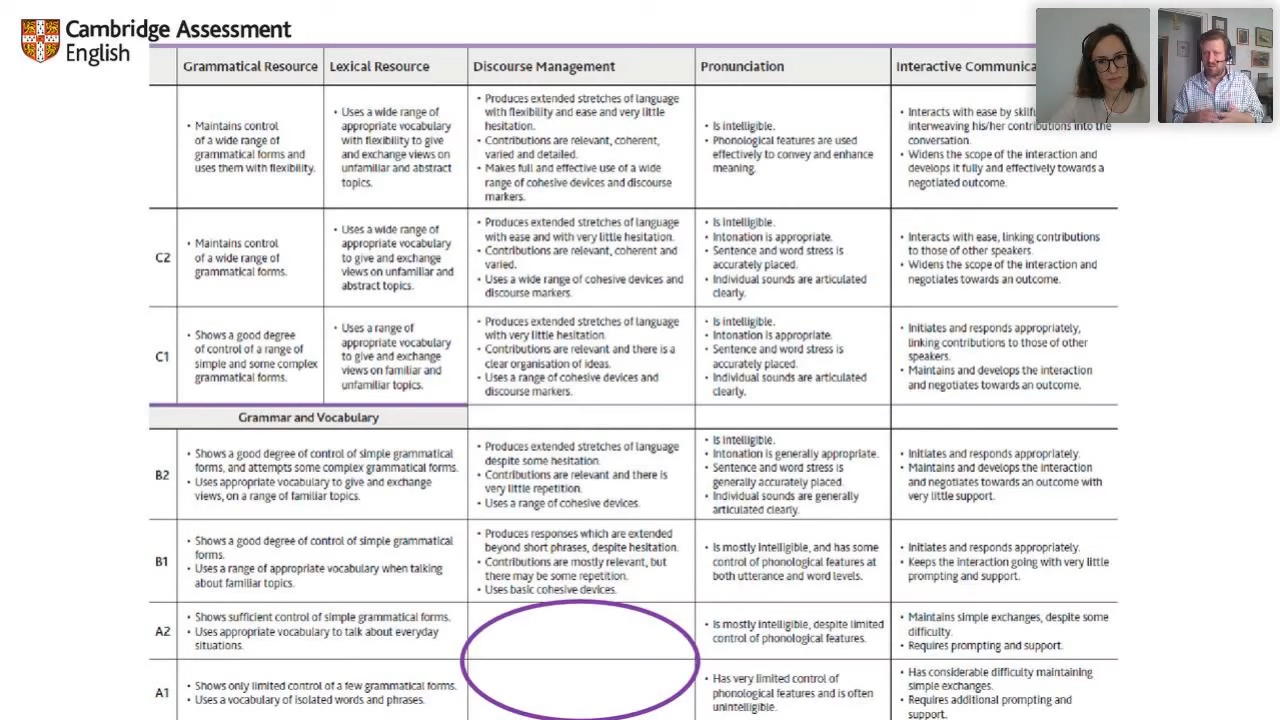 Cambridge Assessment
English
Grammatical Resource
Lexical Resource
Discourse Management
Pronunciation
Interactive
• Maintains control
of a wide range of
grammatical forms and
uses them with flexibility.
• Uses a wide range of
appropriate vocabulary
with flexibility to give
and exchange views on
unfamiliar and abstract
topics.
• Produces extended stretches of language
with flexibility and ease and very little
hesitation.
• Contributions are relevant, coherent,
varied and detailed.
• Makes full and effective use of a wide
range of cohesive devices and discourse
markers.
• Is intelligible.
• Phonological features are used
effectively to convey and enhance
meaning.
• Interacts with ease by
interweaving his/her contributions into the
conversation.
• Widens the scope of the interaction and
develops it fully and effectively towards a
negotiated outcome.
C2
• Maintains control
of a wide range of
grammatical forms.
• Uses a wide range of
appropriate vocabulary
to give and exchange
views on unfamiliar and
abstract topics.
• Produces extended stretches of language
with ease and with very little hesitation.
• Contributions are relevant, coherent and
varied.
• Uses a wide range of cohesive devices and
discourse markers.
• Is intelligible.
• Intonation is appropriate.
• Sentence and word stress is
accurately placed.
• Individual sounds are articulated
clearly.
• Interacts with ease, linking contributions
to those of other speakers.
• Widens the scope of the interaction and
negotiates towards an outcome.
C1
• Shows a good degree
of control of a range of
simple and some complex
grammatical forms.
• Uses a range of
appropriate vocabulary
to give and exchange
views on familiar and
unfamiliar topics.
• Produces extended stretches of language
with very little hesitation.
• Contributions are relevant and there is a
clear organisation of ideas.
• Uses a range of cohesive devices and
discourse markers.
• Is intelligible.
• Intonation is appropriate.
• Sentence and word stress is
accurately placed.
• Individual sounds are articulated
clearly.
• Initiates and responds appropriately,
linking contributions to those of other
speakers.
• Maintains and develops the interaction
and negotiates towards an outcome.
Grammar and Vocabulary
B2
• Shows a good degree of control of simple grammatical
forms, and attempts some complex grammatical forms.
• Uses appropriate vocabulary to give and exchange
views, on a range of familiar topics.
• Produces extended stretches of language
despite some hesitation.
• Contributions are relevant and there is
very little repetition.
• Uses a range of cohesive devices.
• Is intelligible.
• Intonation is generally appropriate.
• Sentence and word stress is
generally accurately placed.
• Individual sounds are generally
articulated clearly.
• Initiates and responds appropriately.
• Maintains and develops the interaction
and negotiates towards an outcome with
very little support.
B1
• Shows a good degree of control of simple grammatical
forms.
• Uses a range of appropriate vocabulary when talking
about familiar topics.
• Produces responses which are extended
beyond short phrases, despite hesitation.
• Contributions are mostly relevant, but
there may be some repetition.
• Uses basic cohesive devices.
• Is mostly intelligible, and has some
control of phonological features at
both utterance and word levels.
• Initiates and responds appropriately.
• Keeps the interaction going with very little
prompting and support.
A2
• Shows sufficient control of simple grammatical forms.
• Uses appropriate vocabulary to talk about everyday
situations.
• Is mostly intelligible, despite limited
control of phonological features.
• Maintains simple exchanges, despite some
difficulty.
• Requires prompting and support.
A1
• Shows only limited control of a few grammatical forms.
• Uses a vocabulary of isolated words and phrases.
• Has very limited control of
phonological features and is often
unintelligible.
• Has considerable difficulty maintaining
simple exchanges.
• Requires additional prompting and
support.